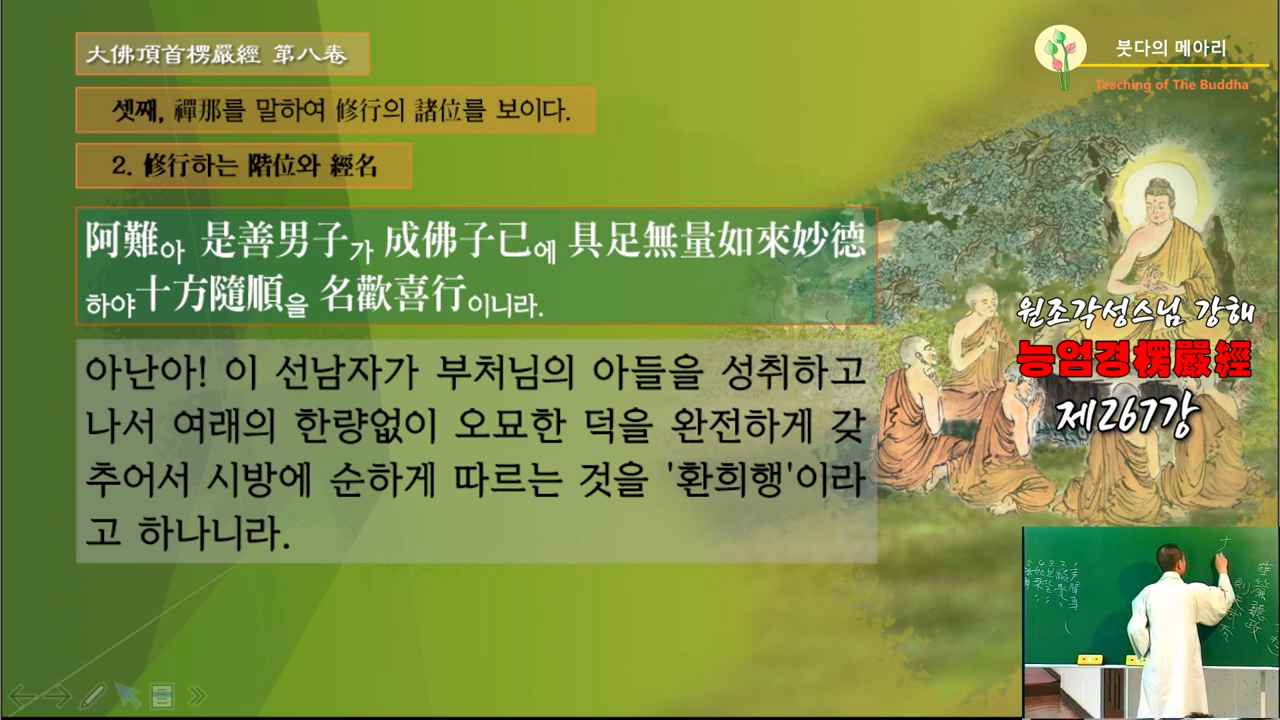 大佛頂首楞嚴經 第八卷
셋째, 禪那를 말하여 修行의 諸位를 보이다.
2. 修行하는 階位와 經名
阿難아 是善男子가 成佛子已에 具足無量如來妙德
하야十方隨順을 名歡喜行이니라.
아난아! 이 선남자가 부처님의 아들을 성취하고
나서 여래의 한량없이 오묘한 덕을 완전하게 갖
추어서 시방에 순하게 따르는 것을 '환희행'이라
고 하나니라.
붓다의 메아리
Teaching of The Buddha
원조각성스님 강해
능엄경楞嚴經
제267강